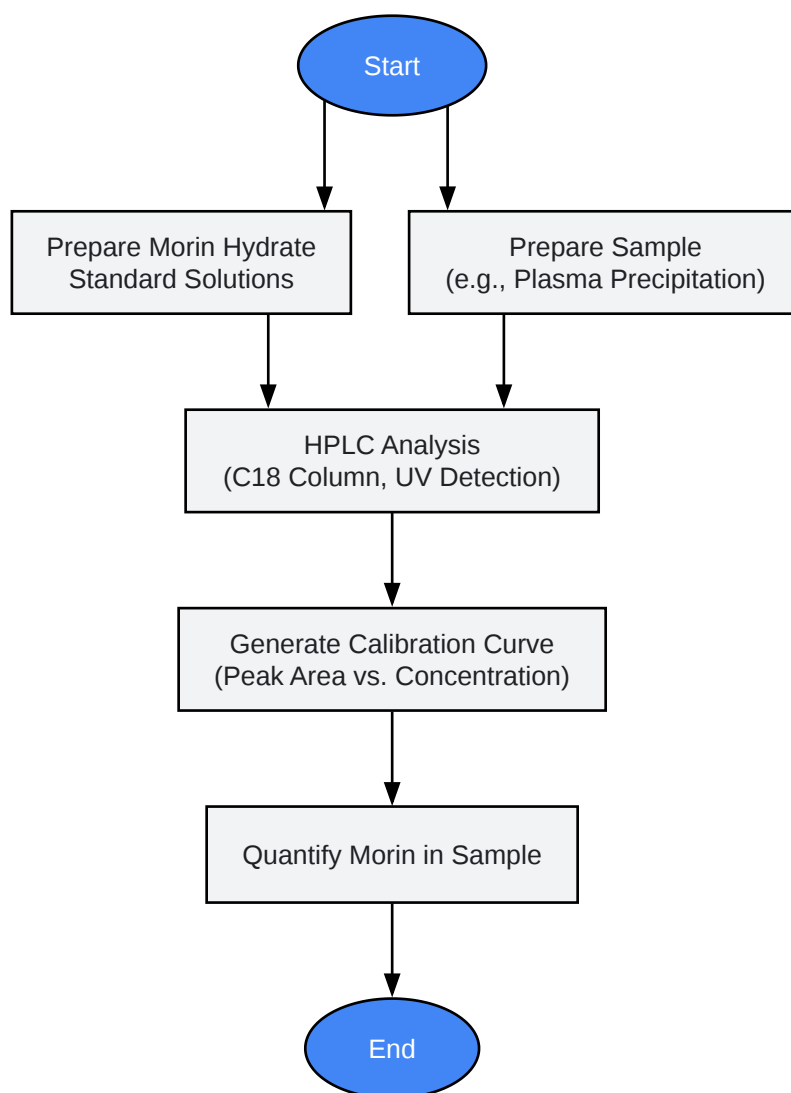 Start
Prepare Morin Hydrate
Standard Solutions
Prepare Sample
(e.g., Plasma Precipitation)
HPLC Analysis
(C18 Column, UV Detection)
Generate Calibration Curve
(Peak Area vs. Concentration)
Quantify Morin in Sample
End